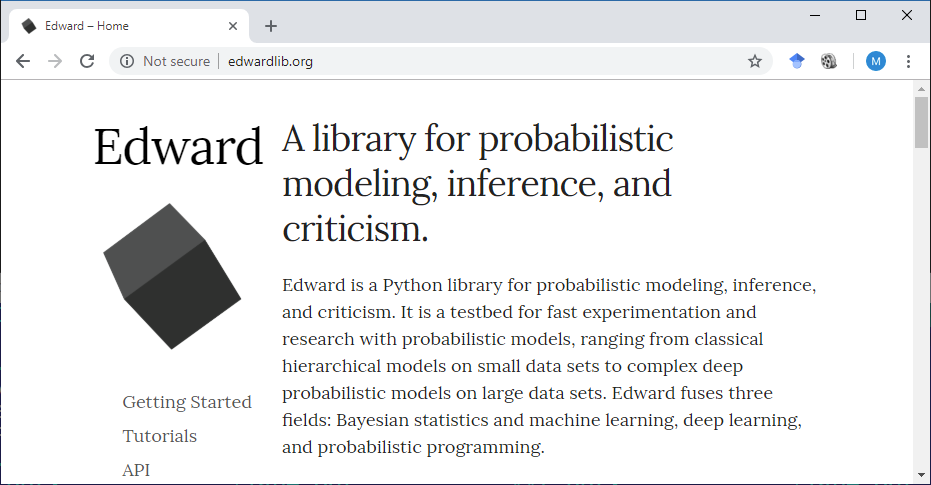 Edward – Home
Not secure
edwardlib.org
M
Edward
A library for probabilistic
modeling, inference, and
criticism.
Edward is a Python library for probabilistic modeling, inference,
and criticism. It is a testbed for fast experimentation and
research with probabilistic models, ranging from classical
hierarchical models on small data sets to complex deep
probabilistic models on large data sets. Edward fuses three
fields: Bayesian statistics and machine learning, deep learning,
and probabilistic programming.
Getting Started
Tutorials
API